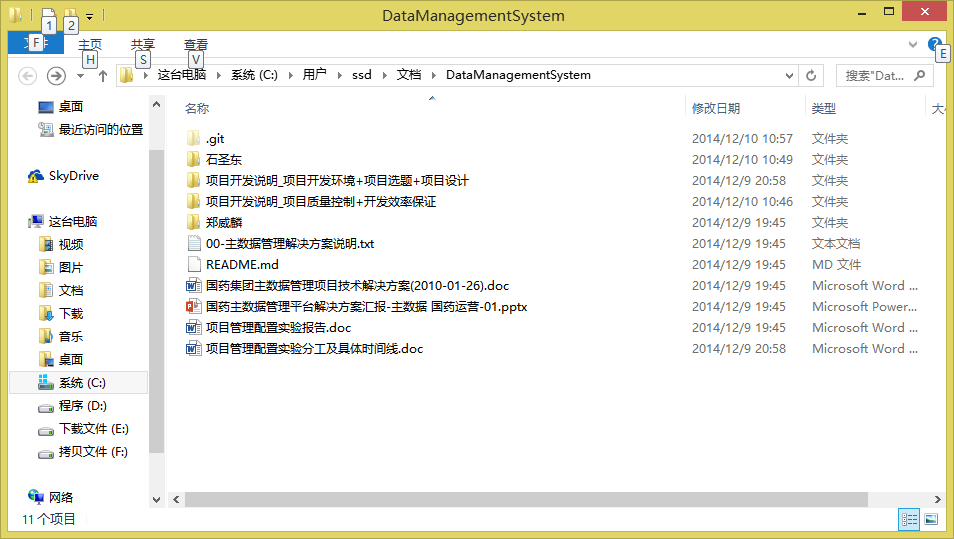 DataManagementSystem
1 2
F
主页 共享 查看
H S V E
这台电脑 系统 (C:) 用户 ssd 文档 DataManagementSystem
搜索"Dat...
桌面
最近访问的位置
SkyDrive
这台电脑
视频
图片
文档
下载
音乐
桌面
系统 (C:)
程序 (D:)
下载文件 (E:)
拷贝文件 (F:)
网络
名称 修改日期 类型
.git 2014/12/10 10:57 文件夹
石圣东 2014/12/10 10:49 文件夹
项目开发说明_项目开发环境+项目选题+项目设计 2014/12/9 20:58 文件夹
项目开发说明_项目质量控制+开发效率保证 2014/12/10 10:46 文件夹
郑威麟 2014/12/9 19:45 文件夹
00-主数据管理解决方案说明.txt 2014/12/9 19:45 文本文档
README.md 2014/12/9 19:45 MD 文件
国药集团主数据管理项目技术解决方案(2010-01-26).doc 2014/12/9 19:45 Microsoft Word ...
国药主数据管理平台解决方案汇报-主数据 国药运营-01.pptx 2014/12/9 19:45 Microsoft Power...
项目管理配置实验报告.doc 2014/12/9 19:45 Microsoft Word ...
项目管理配置实验分工及具体时间线.doc 2014/12/9 20:58 Microsoft Word ...
11 个项目